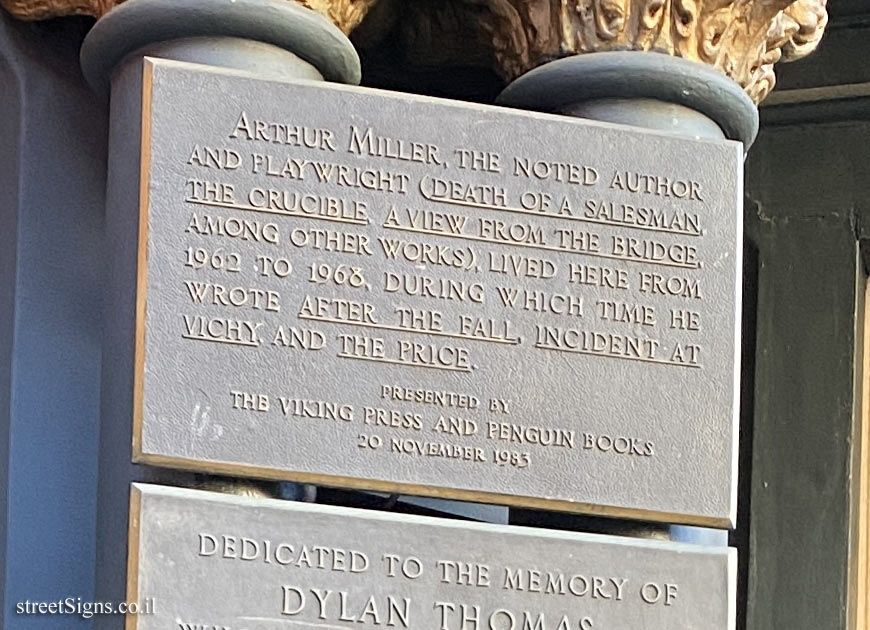 ARTHUR MILLER, THE NOTED AUTHOR
AND PLAYWRIGHT (DEATH OF A SALESMAN,
THE CRUCIBLE, A VIEW FROM THE BRIDGE,
AMONG OTHER WORKS), LIVED HERE FROM
1962 TO 1968, DURING WHICH TIME HE
WROTE AFTER THE FALL, INCIDENT AT
VICHY, AND THE PRICE.
PRESENTED BY
THE VIKING PRESS AND PENGUIN BOOKS
20 NOVEMBER 1983
DEDICATED TO THE MEMORY OF
DYLAN THOMAS
streetSigns.co.il